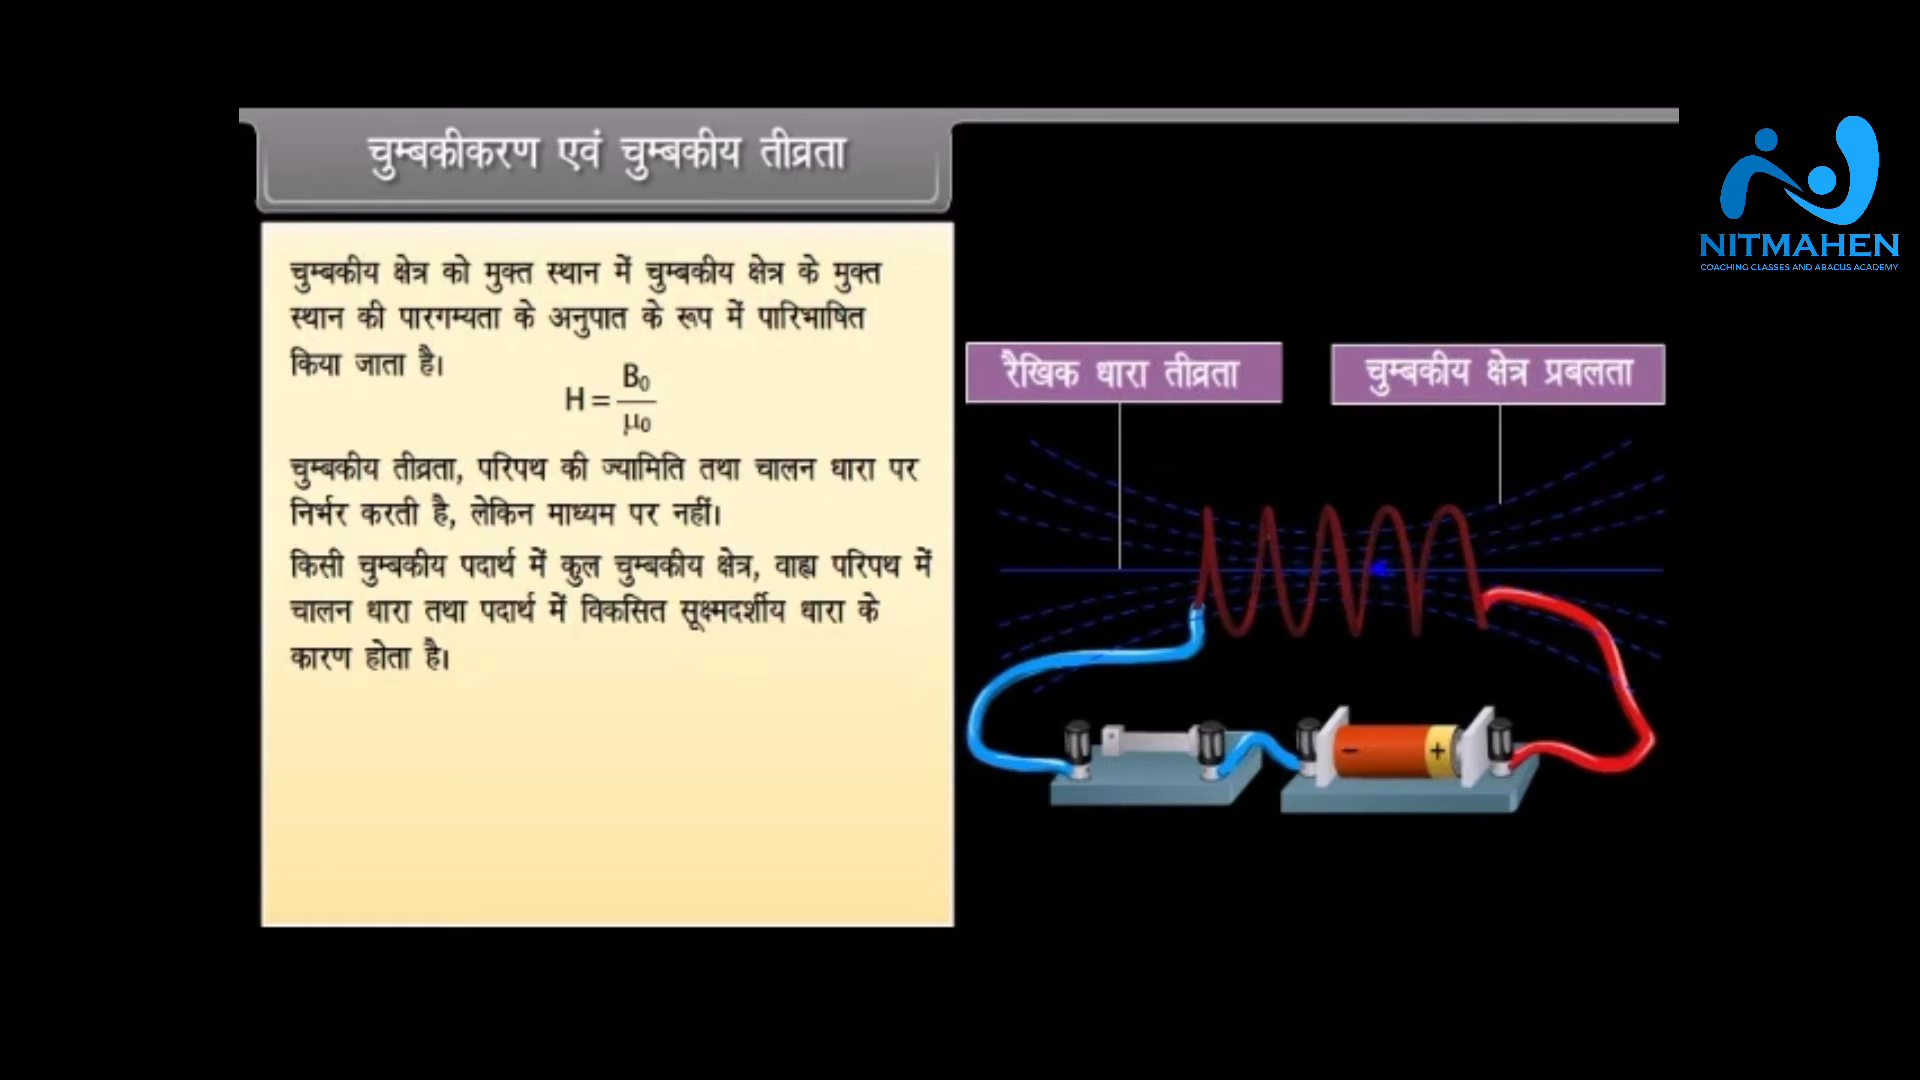 चुम्बकीकरण एवं चुम्बकीय तीव्रता
NITMAHEN
COACHING CLASSES AND ABACUS ACADEMY
चुम्बकीय क्षेत्र को मुक्त स्थान में चुम्बकीय क्षेत्र के मुक्त
स्थान की पारगम्यता के अनुपात के रूप में पारिभाषित
किया जाता है।
H = B₀/μ₀
चुम्बकीय तीव्रता, परिपथ की ज्यामिति तथा चालन धारा पर
निर्भर करती है, लेकिन माध्यम पर नहीं।
किसी चुम्बकीय पदार्थ में कुल चुम्बकीय क्षेत्र, वाह्य परिपथ में
चालन धारा तथा पदार्थ में विकसित सूक्ष्मदर्शीय धारा के
कारण होता है।
रैखिक धारा तीव्रता
चुम्बकीय क्षेत्र प्रबलता
− +